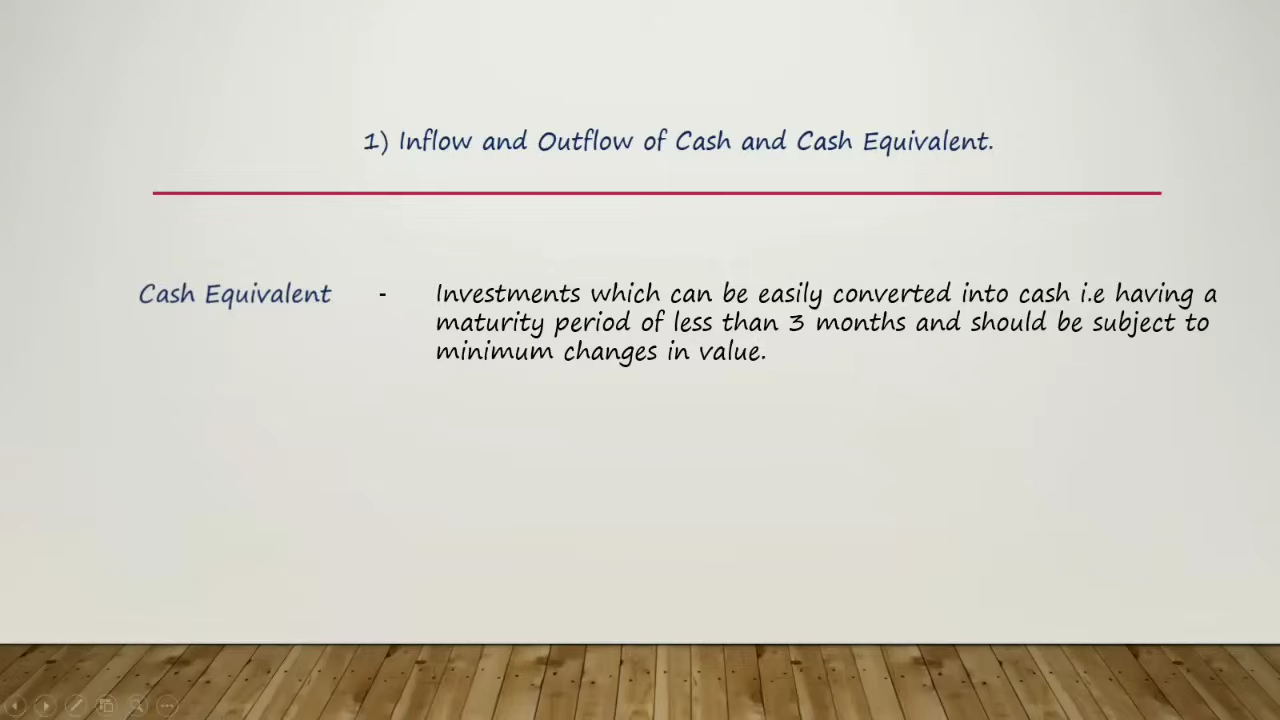 1) Inflow and Outflow of Cash and Cash Equivalent.
Cash Equivalent - Investments which can be easily converted into cash i.e having a
maturity period of less than 3 months and should be subject to
minimum changes in value.